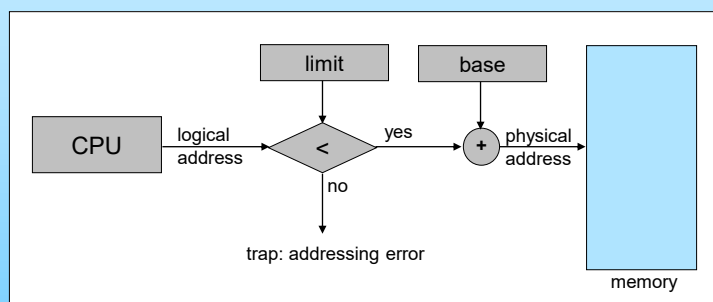 limit
base
CPU
logical
address
<
yes
+
physical
address
no
trap: addressing error
memory